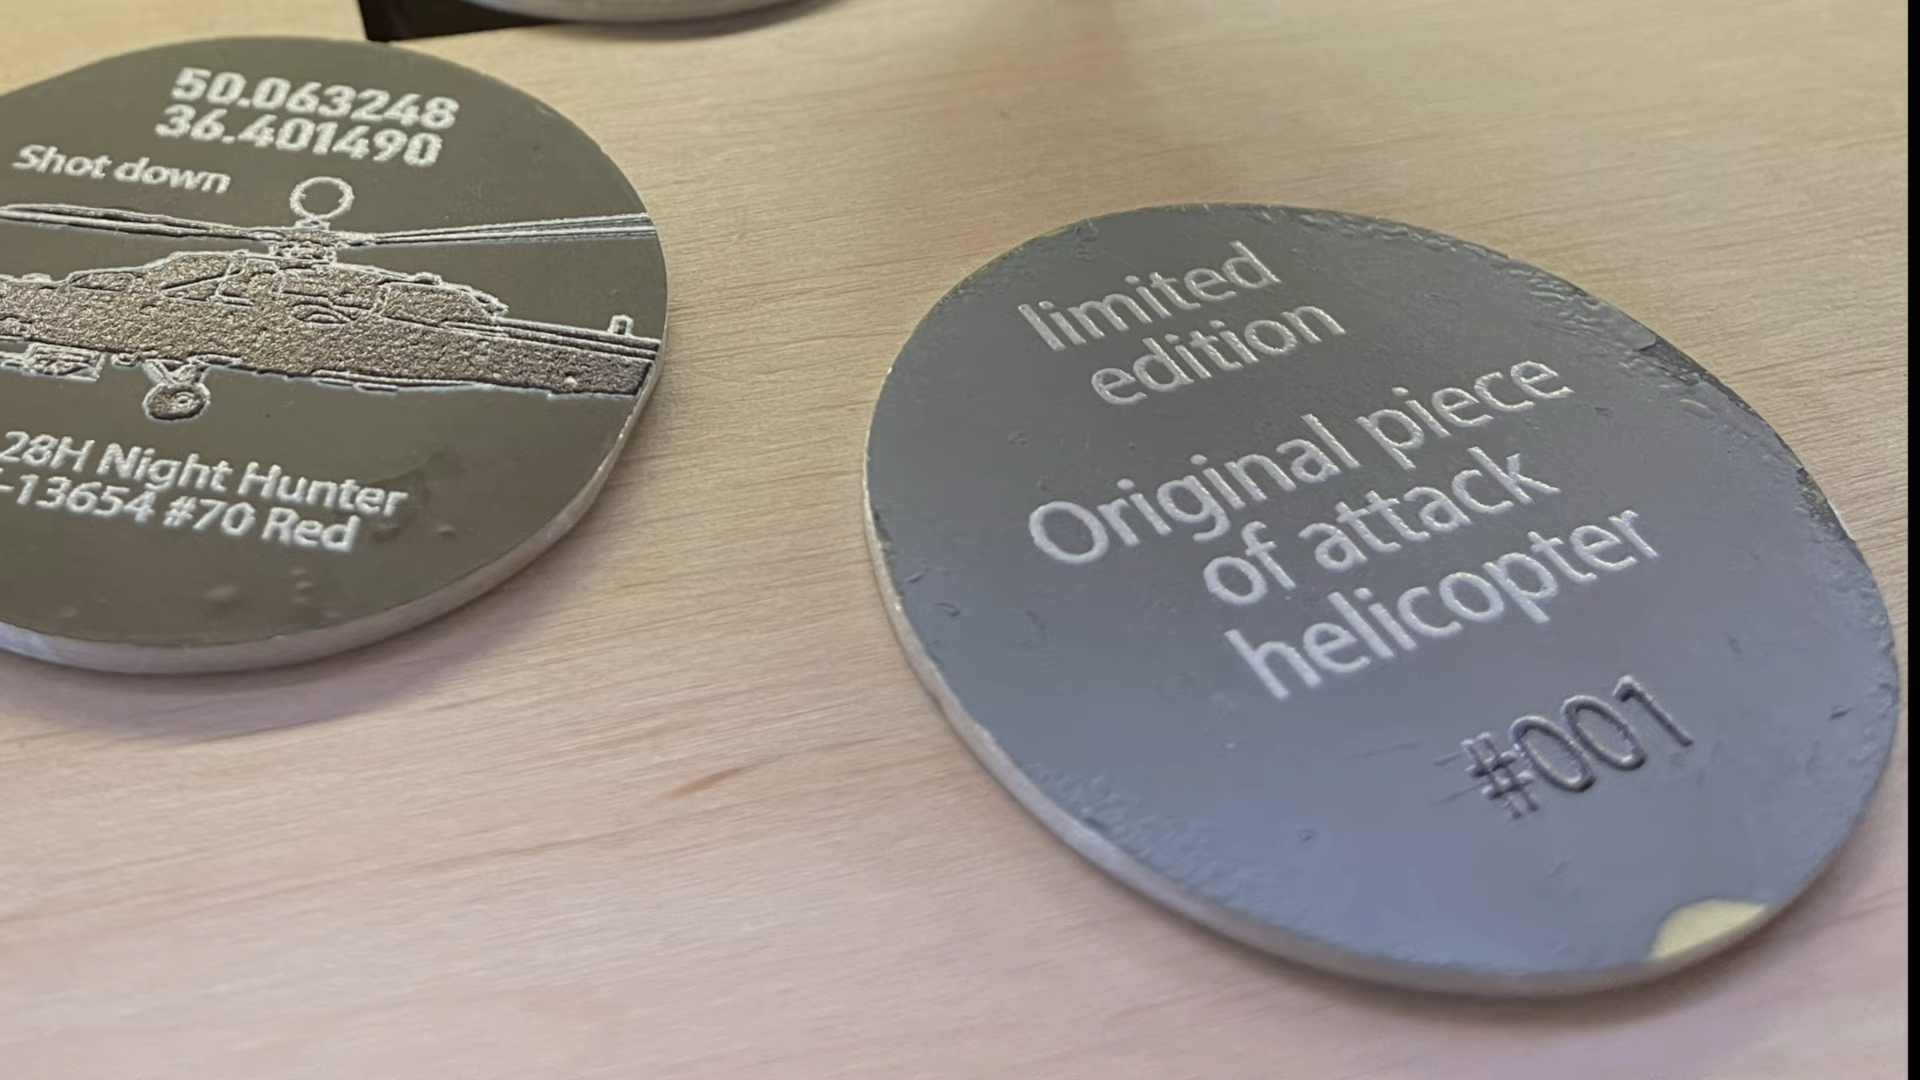 50.063248
36.401490
Shot down
28H Night Hunter
-13654 #70 Red
limited
edition
Original piece
of attack
helicopter
#001